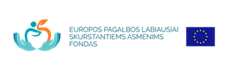 EUROPOS PAGALBOS LABIAUSIAI
SKURSTANTIEMS ASMENIMS
FONDAS